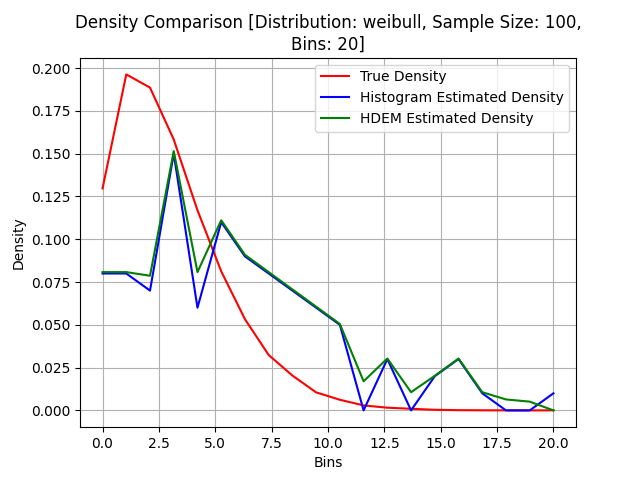 Density Comparison [Distribution: weibull, Sample Size: 100,
Bins: 20]
True Density
Histogram Estimated Density
HDEM Estimated Density
Density
0.200
0.175
0.150
0.125
0.100
0.075
0.050
0.025
0.000
0.0 2.5 5.0 7.5 10.0 12.5 15.0 17.5 20.0
Bins